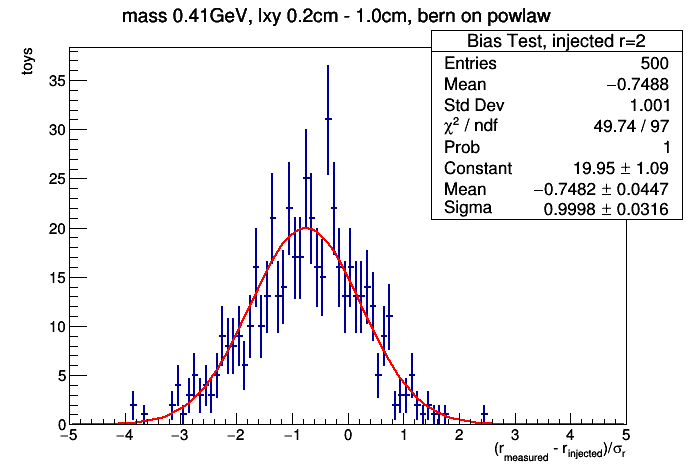 mass 0.41GeV, lxy 0.2cm - 1.0cm, bern on powlaw
toys
Bias Test, injected r=2
Entries 500
Mean −0.7488
Std Dev 1.001
χ² / ndf 49.74 / 97
Prob 1
Constant 19.95 ± 1.09
Mean −0.7482 ± 0.0447
Sigma 0.9998 ± 0.0316
35
30
25
20
15
10
5
0
−5 −4 −3 −2 −1 0 1 2 3 4 5
(r_measured - r_injected)/σ_r